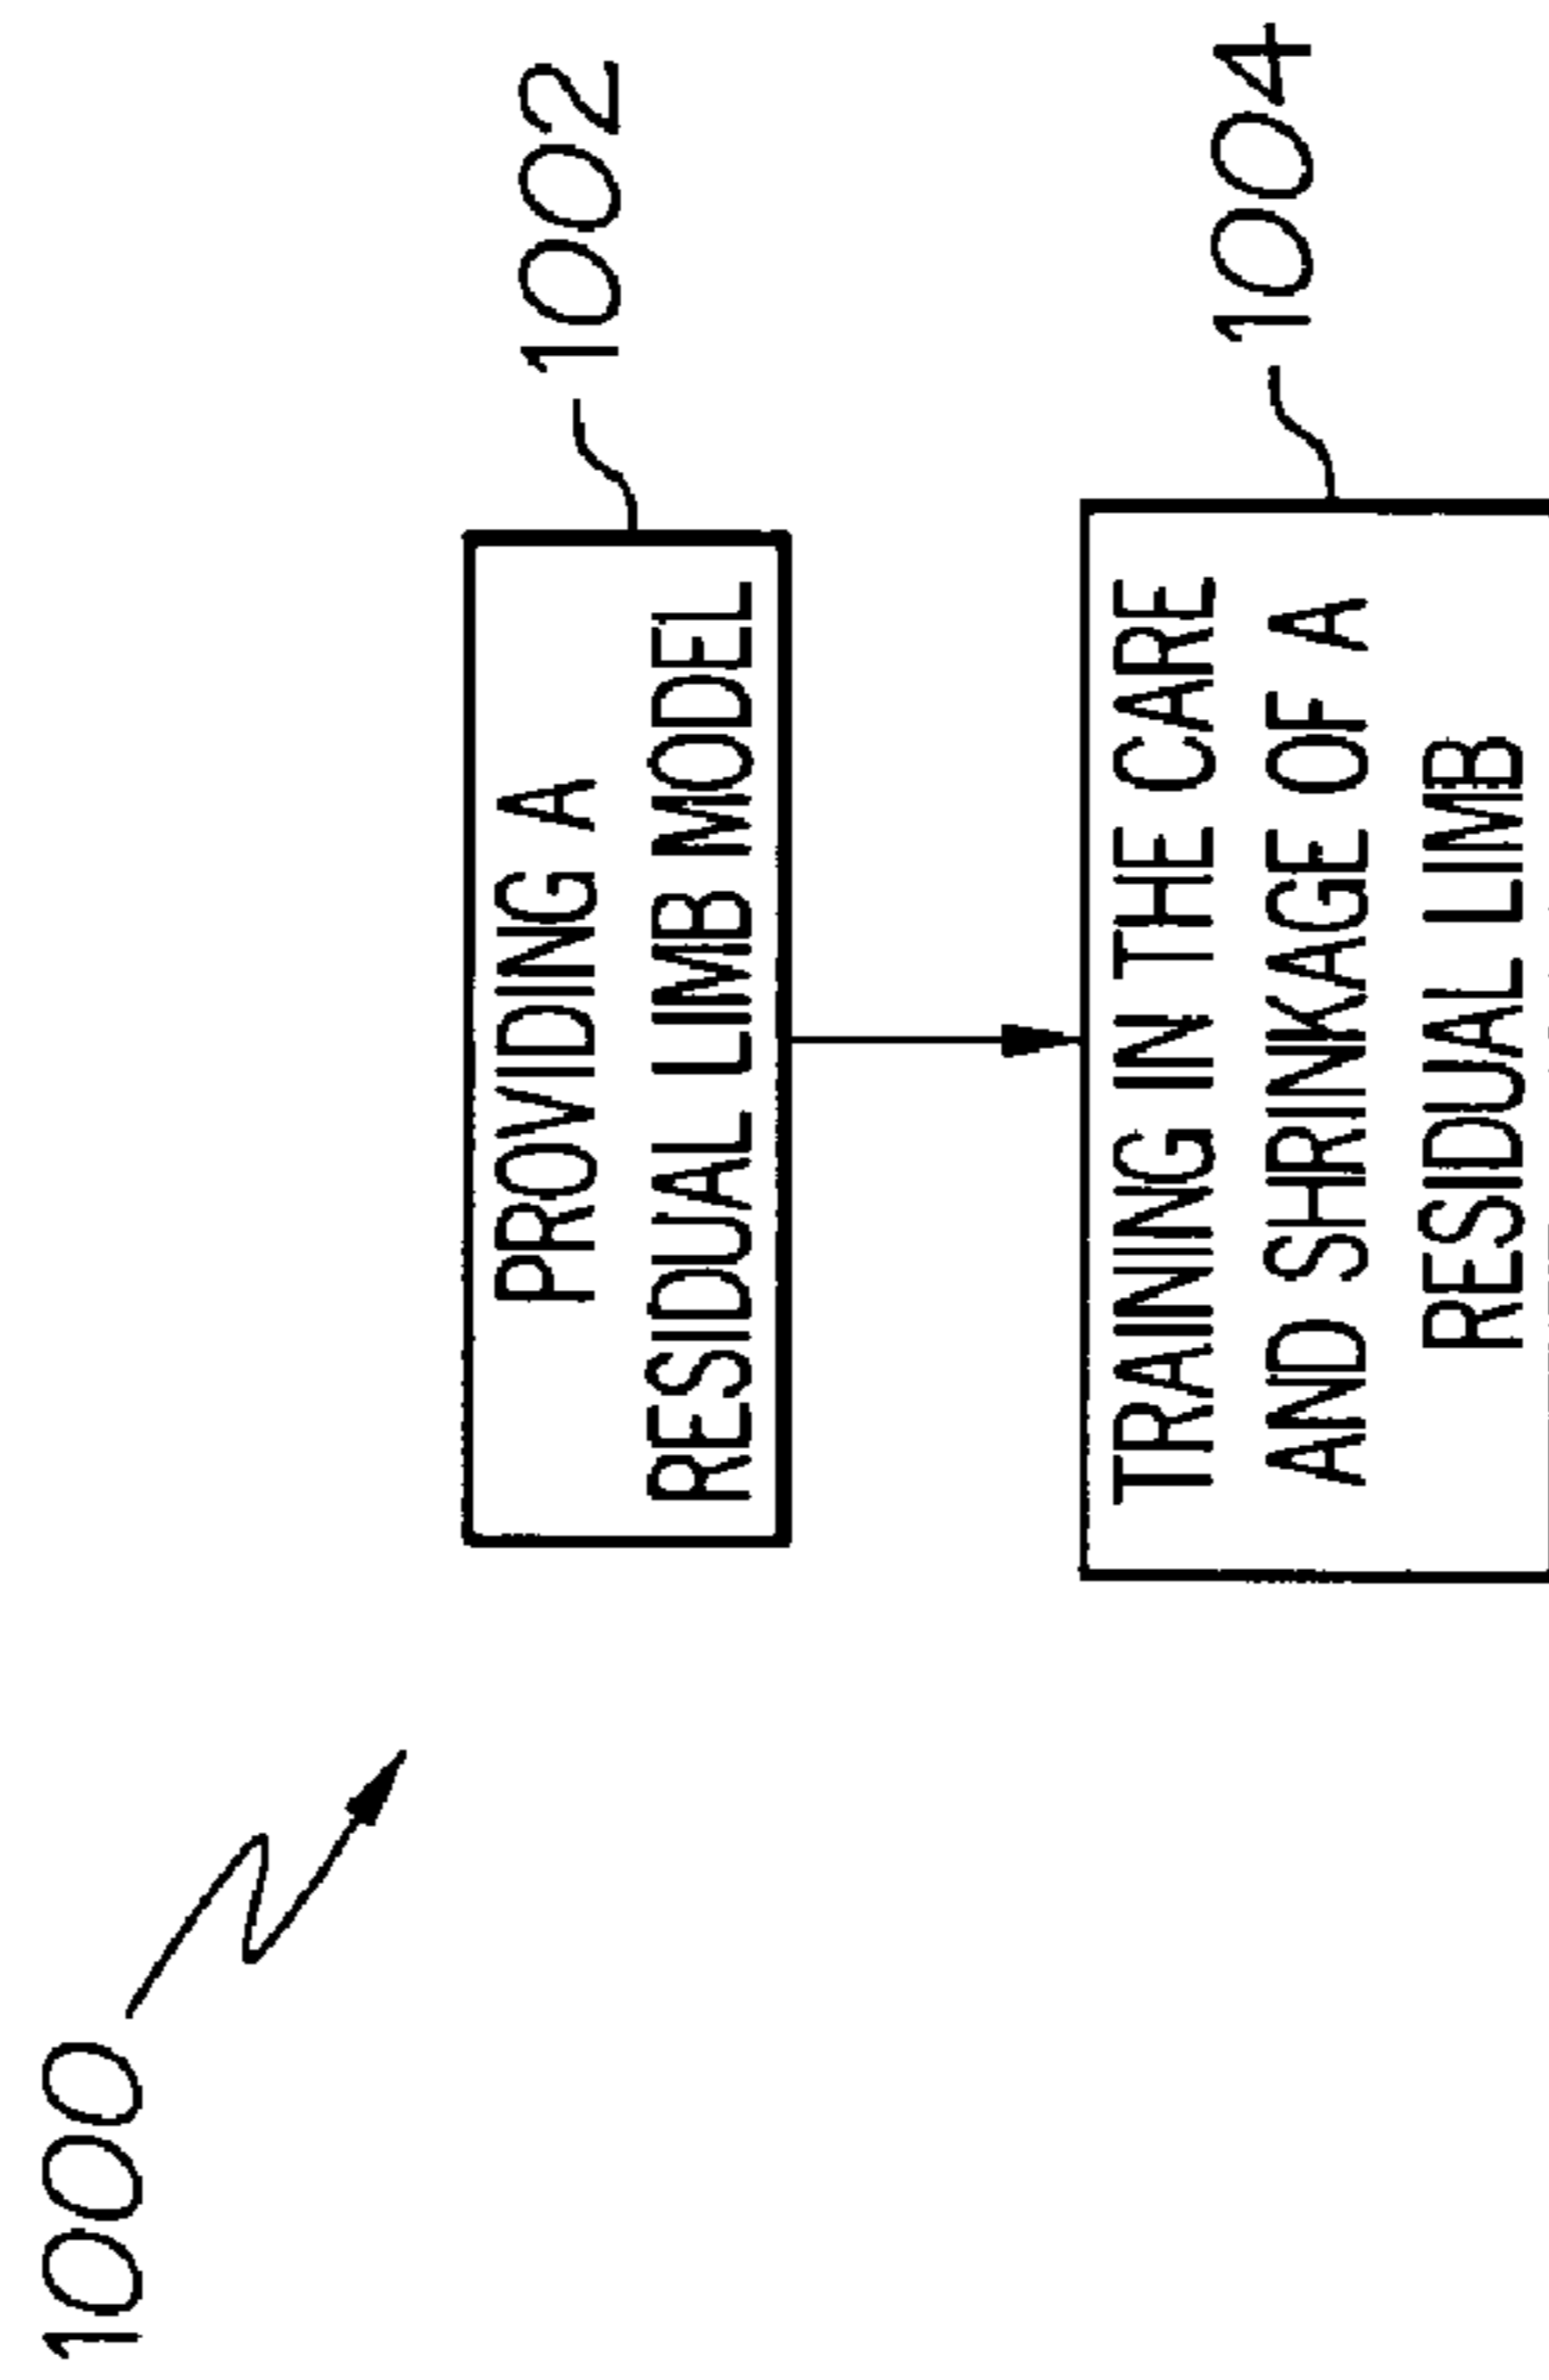 1000
1002
PROVIDING A
RESIDUAL LIMB MODEL
1004
TRAINING IN THE CARE
AND SHRINKAGE OF A
RESIDUAL LIMB